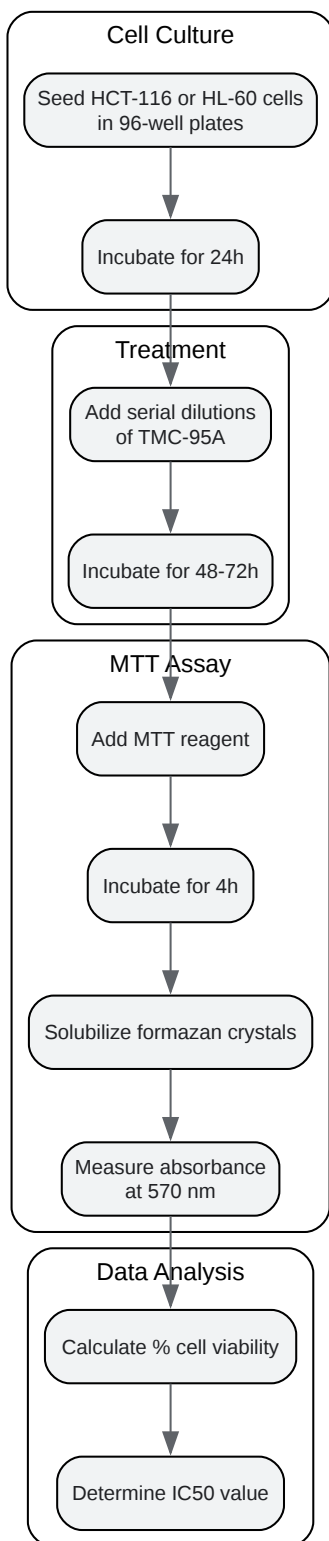 Cell Culture
Seed HCT-116 or HL-60 cells
in 96-well plates
Incubate for 24h
Treatment
Add serial dilutions
of TMC-95A
Incubate for 48-72h
MTT Assay
Add MTT reagent
Incubate for 4h
Solubilize formazan crystals
Measure absorbance
at 570 nm
Data Analysis
Calculate % cell viability
Determine IC50 value